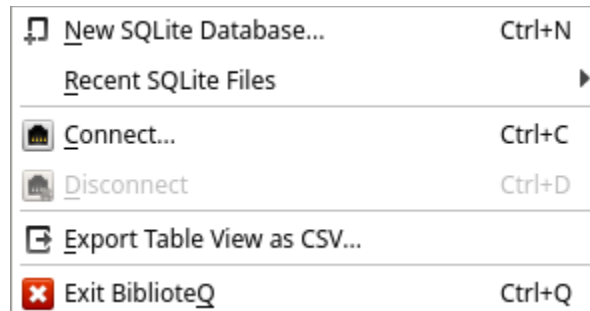 New SQLite Database... Ctrl+N
Recent SQLite Files
Connect... Ctrl+C
Disconnect Ctrl+D
Export Table View as CSV...
Exit BiblioteQ Ctrl+Q